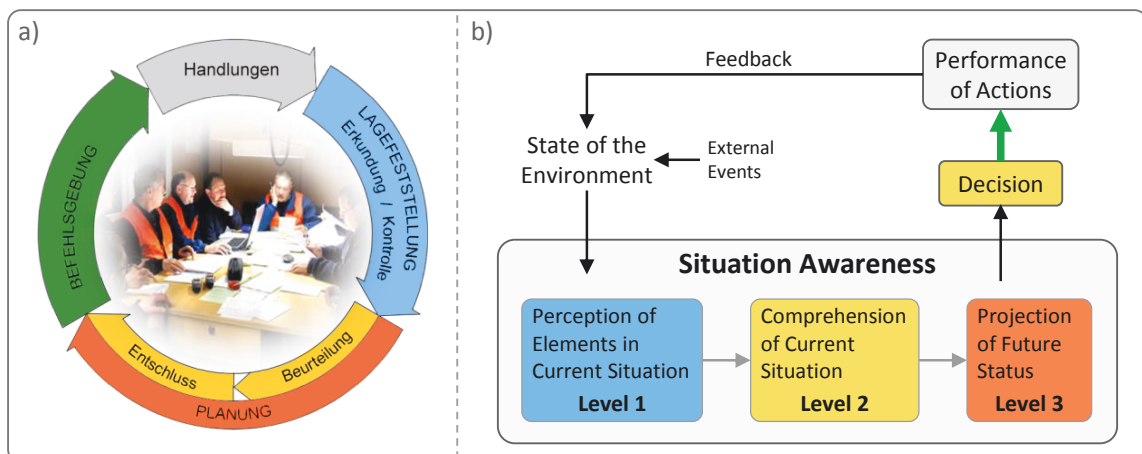 a)
Handlungen
LAGEFESTSTELLUNG
Erkundung / Kontrolle
Beurteilung
Entschluss
PLANUNG
BEFEHLSGEBUNG
b)
Feedback
Performance
of Actions
State of the
Environment
External
Events
Decision
Situation Awareness
Perception of
Elements in
Current Situation
Level 1
Comprehension
of Current
Situation
Level 2
Projection
of Future
Status
Level 3